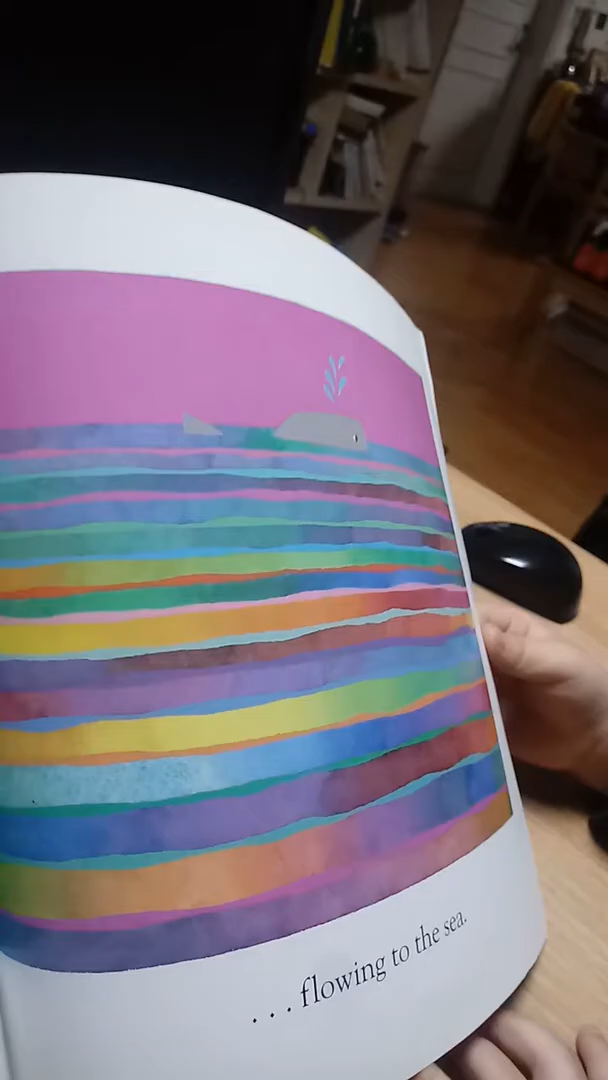 . . . flowing to the sea.